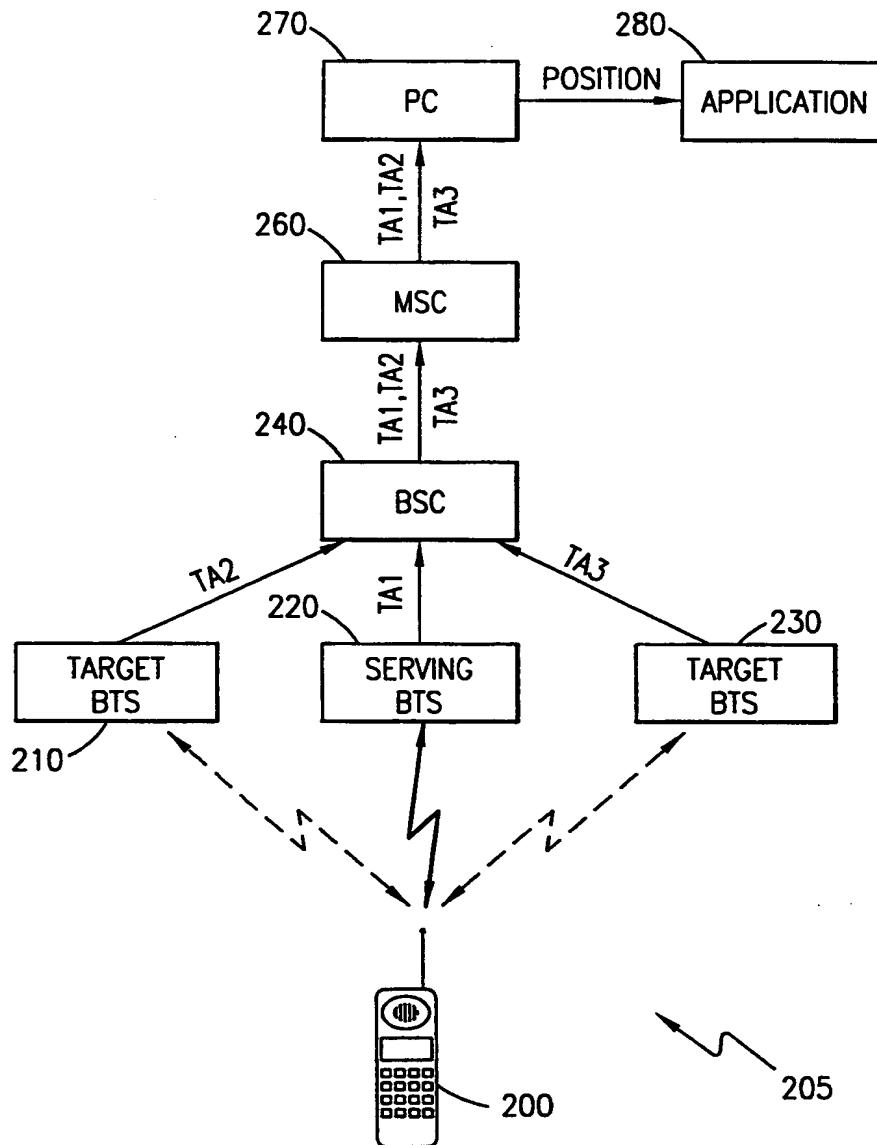 270
280
PC
POSITION
APPLICATION
TA1,TA2
TA3
260
MSC
TA1,TA2
TA3
240
BSC
TA2
TA1
TA3
220
230
TARGET
BTS
SERVING
BTS
TARGET
BTS
210
200
205